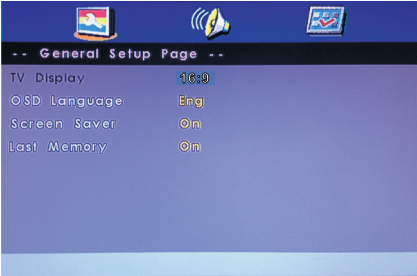 -- General Setup Page --
TV Display 16:9
OSD Language Eng
Screen Saver On
Last Memory On